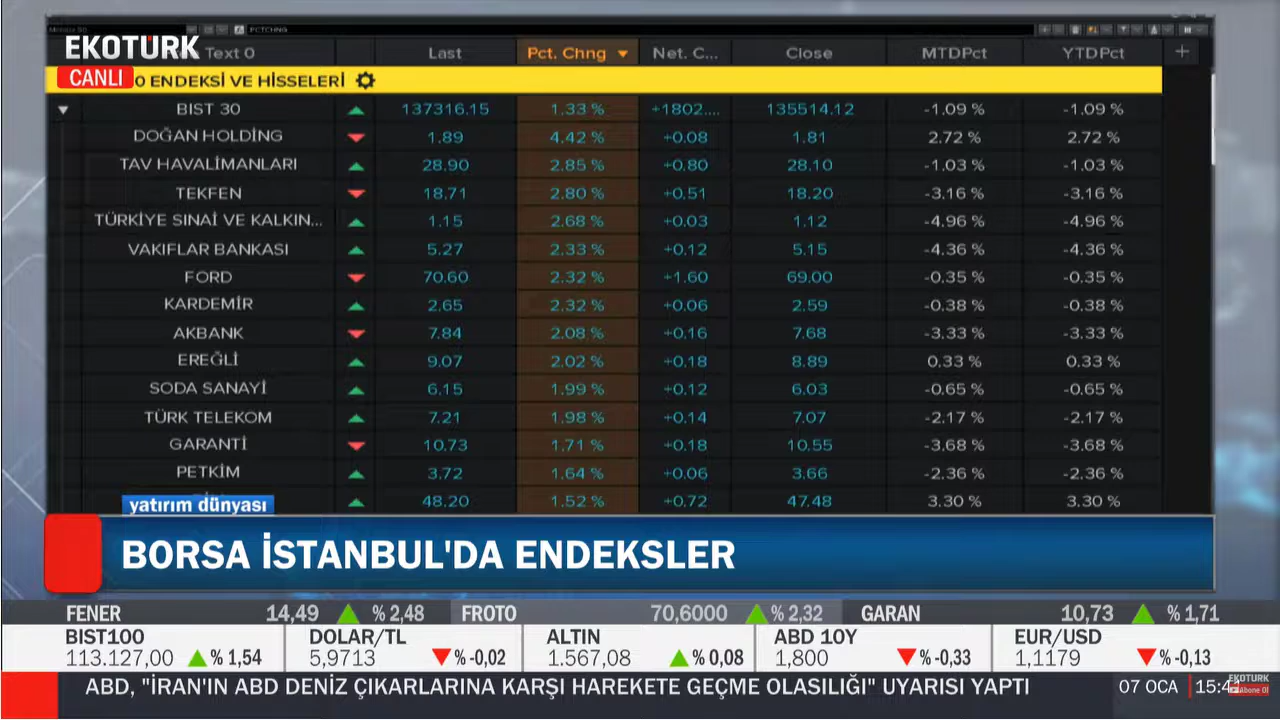 PCTCHNG
EKOTÜRK
Text 0 Last Pct. Chng Net. C... Close MTDPct YTDPct +
CANLI 0 ENDEKSİ VE HİSSELERİ
BIST 30 137316.15 1.33 % +1802.... 135514.12 -1.09 % -1.09 %
DOĞAN HOLDİNG 1.89 4.42 % +0.08 1.81 2.72 % 2.72 %
TAV HAVALİMANLARI 28.90 2.85 % +0.80 28.10 -1.03 % -1.03 %
TEKFEN 18.71 2.80 % +0.51 18.20 -3.16 % -3.16 %
TÜRKİYE SINAİ VE KALKIN... 1.15 2.68 % +0.03 1.12 -4.96 % -4.96 %
VAKIFLAR BANKASI 5.27 2.33 % +0.12 5.15 -4.36 % -4.36 %
FORD 70.60 2.32 % +1.60 69.00 -0.35 % -0.35 %
KARDEMİR 2.65 2.32 % +0.06 2.59 -0.38 % -0.38 %
AKBANK 7.84 2.08 % +0.16 7.68 -3.33 % -3.33 %
EREĞLİ 9.07 2.02 % +0.18 8.89 0.33 % 0.33 %
SODA SANAYİ 6.15 1.99 % +0.12 6.03 -0.65 % -0.65 %
TÜRK TELEKOM 7.21 1.98 % +0.14 7.07 -2.17 % -2.17 %
GARANTİ 10.73 1.71 % +0.18 10.55 -3.68 % -3.68 %
PETKİM 3.72 1.64 % +0.06 3.66 -2.36 % -2.36 %
48.20 1.52 % +0.72 47.48 3.30 % 3.30 %
yatırım dünyası
BORSA İSTANBUL'DA ENDEKSLER
FENER 14,49 % 2,48 FROTO 70,6000 % 2,32 GARAN 10,73 % 1,71
BIST100 DOLAR/TL ALTIN ABD 10Y EUR/USD
113.127,00 % 1,54 5,9713 % -0,02 1.567,08 % 0,08 1,800 % -0,33 1,1179 % -0,13
ABD, "İRAN'IN ABD DENİZ ÇIKARLARINA KARŞI HAREKETE GEÇME OLASILIĞI" UYARISI YAPTI 07 OCA
EKOTÜRK
Abone Ol